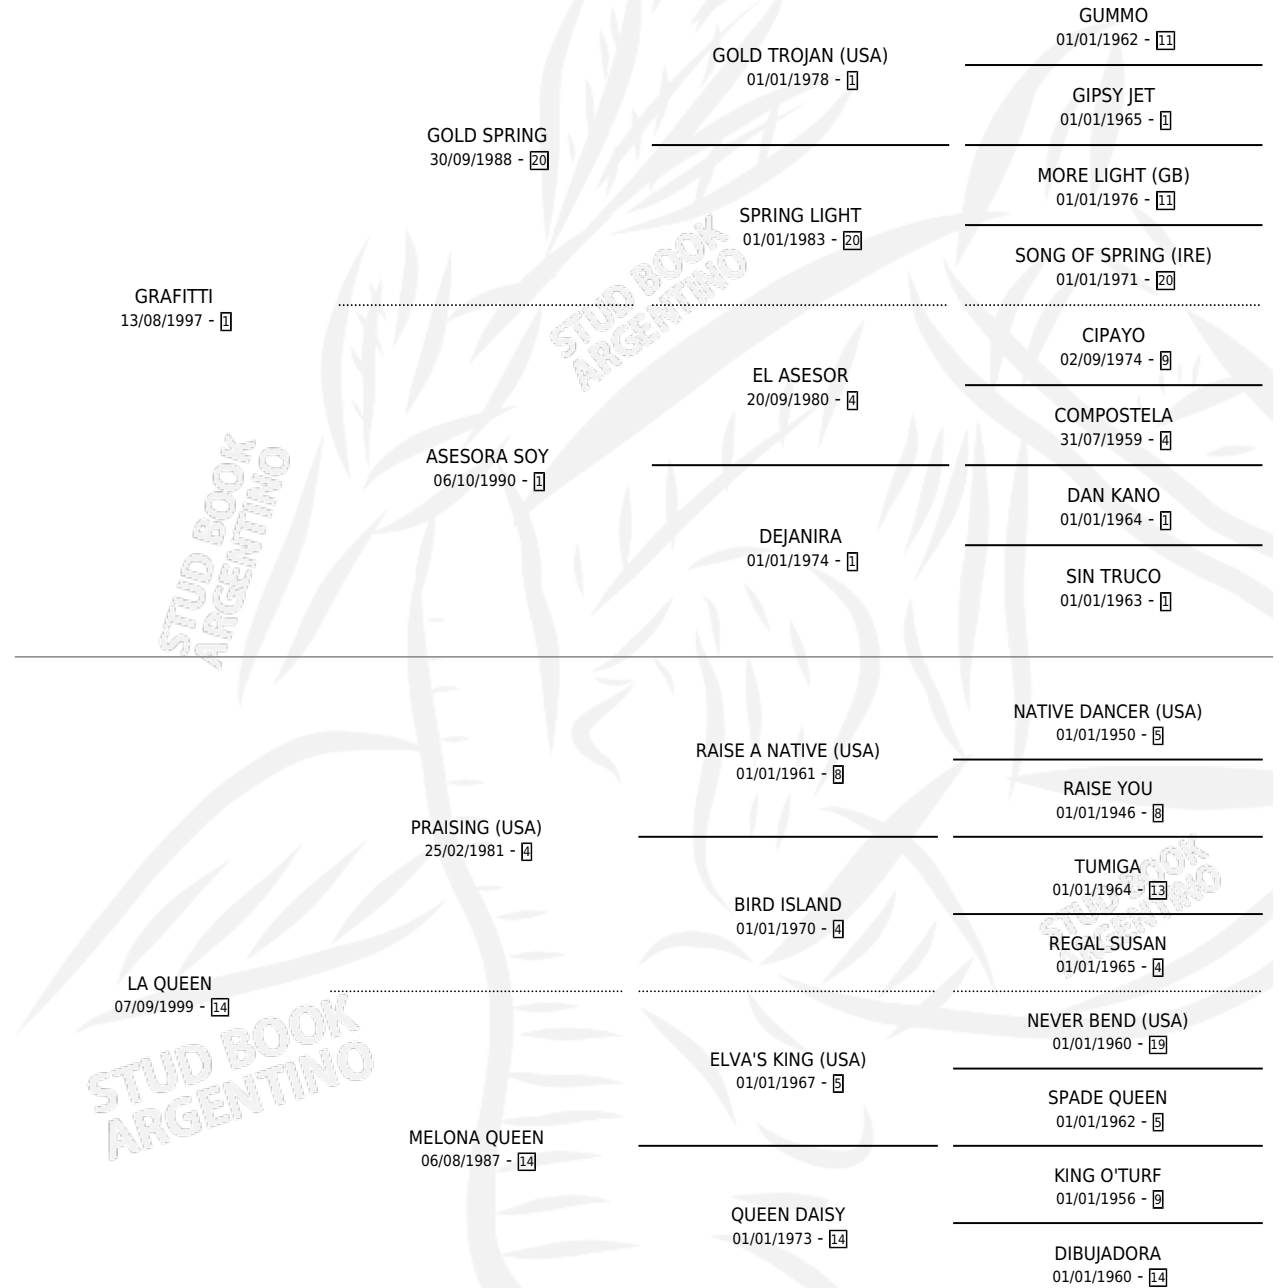 GUMMO
01/01/1962 - 11
GOLD TROJAN (USA)
01/01/1978 - 1
GIPSY JET
01/01/1965 - 1
GOLD SPRING
30/09/1988 - 20
MORE LIGHT (GB)
01/01/1976 - 11
SPRING LIGHT
01/01/1983 - 20
SONG OF SPRING (IRE)
01/01/1971 - 20
GRAFITTI
13/08/1997 - 1
CIPAYO
02/09/1974 - 9
EL ASESOR
20/09/1980 - 4
COMPOSTELA
31/07/1959 - 4
ASESORA SOY
06/10/1990 - 1
DAN KANO
01/01/1964 - 1
DEJANIRA
01/01/1974 - 1
SIN TRUCO
01/01/1963 - 1
NATIVE DANCER (USA)
01/01/1950 - 5
RAISE A NATIVE (USA)
01/01/1961 - 8
RAISE YOU
01/01/1946 - 8
PRAISING (USA)
25/02/1981 - 4
TUMIGA
01/01/1964 - 13
BIRD ISLAND
01/01/1970 - 4
REGAL SUSAN
01/01/1965 - 4
LA QUEEN
07/09/1999 - 14
NEVER BEND (USA)
01/01/1960 - 19
ELVA'S KING (USA)
01/01/1967 - 5
SPADE QUEEN
01/01/1962 - 5
MELONA QUEEN
06/08/1987 - 14
KING O'TURF
01/01/1956 - 9
QUEEN DAISY
01/01/1973 - 14
DIBUJADORA
01/01/1960 - 14
STUD BOOK
ARGENTINO
STUD BOOK
ARGENTINO
STUD BOOK
ARGENTINO
STUD BOOK
ARGENTINO